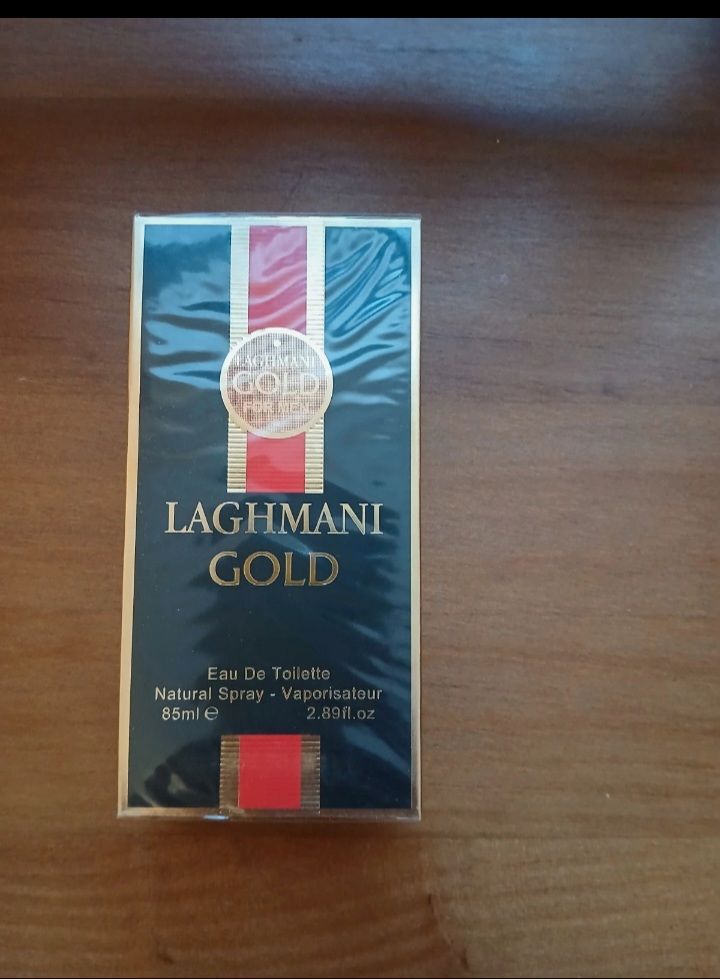 LAGHMANI
GOLD
FOR MEN
LAGHMANI
GOLD
Eau De Toilette
Natural Spray - Vaporisateur
85ml ℮ 2.89fl.oz